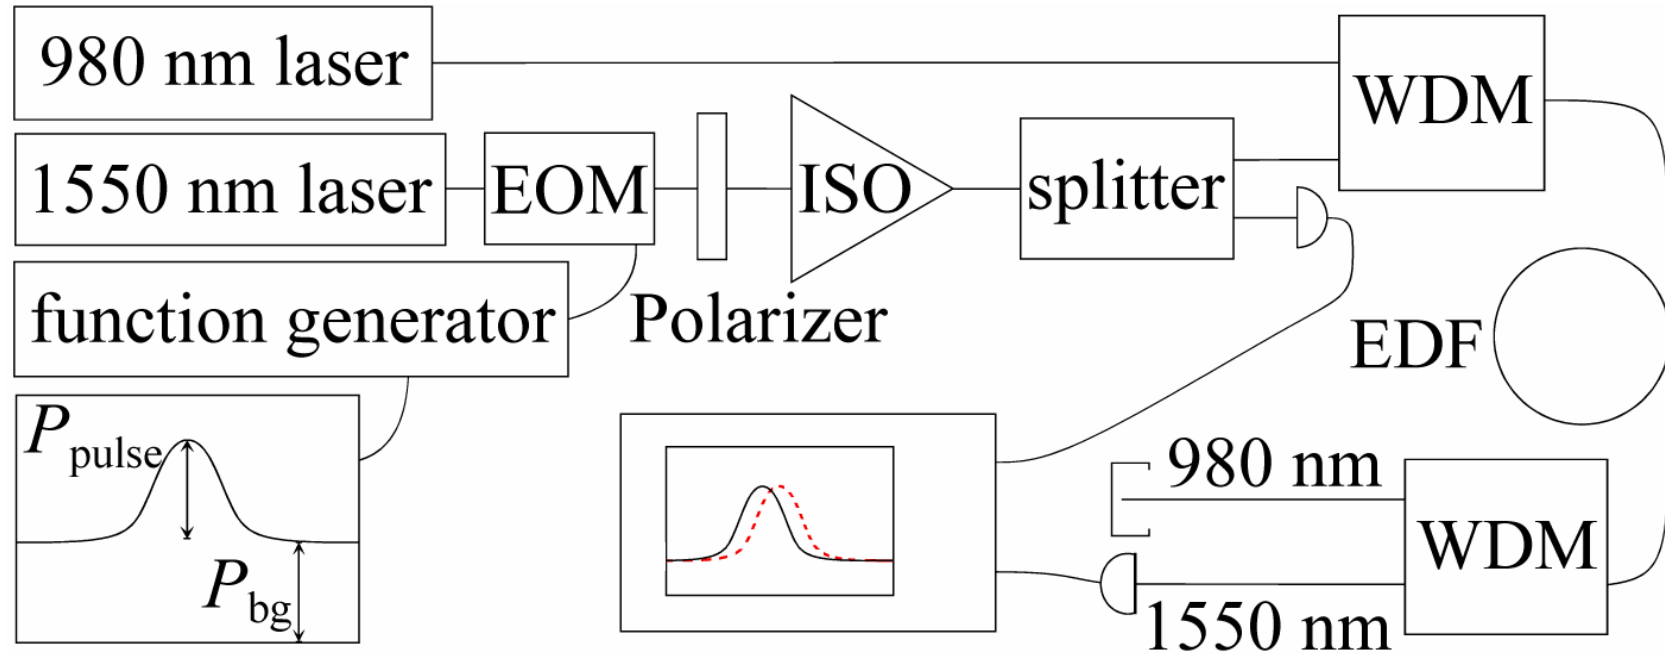 980 nm laser
WDM
1550 nm laser
EOM
ISO
splitter
function generator
Polarizer
EDF
P pulse
P bg
980 nm
WDM
1550 nm